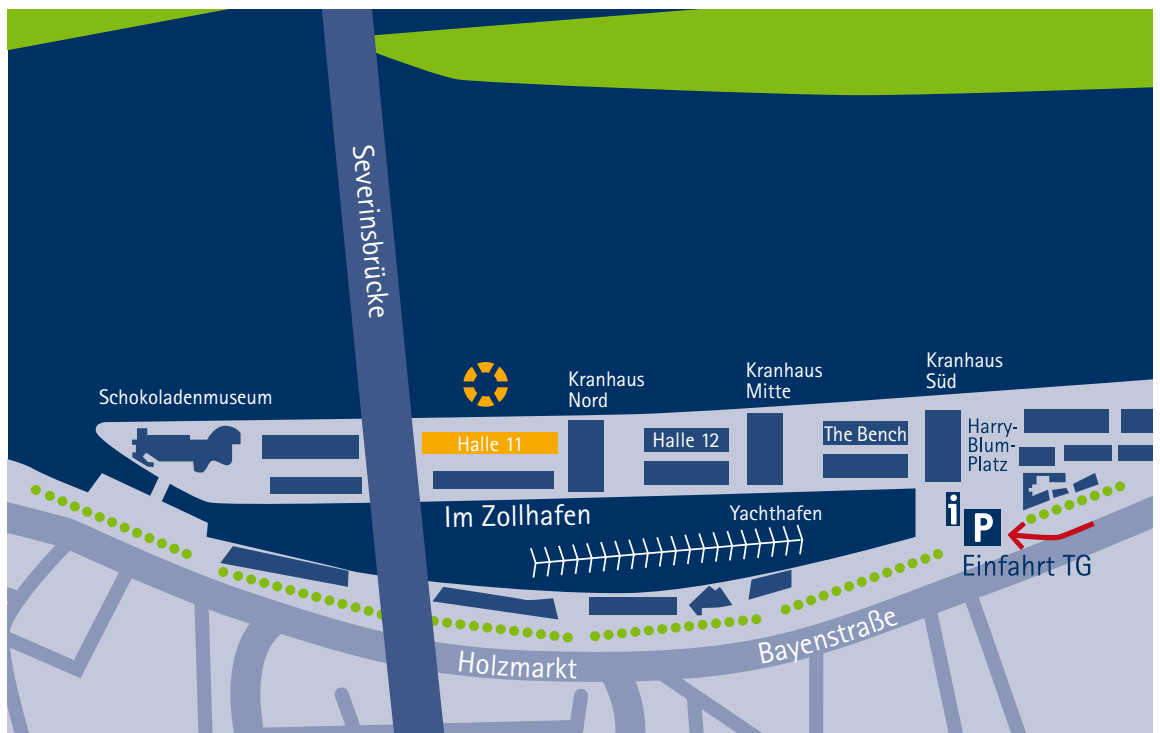 Severinsbrücke
Schokoladenmuseum
Kranhaus
Nord
Kranhaus
Mitte
Kranhaus
Süd
Halle 11
Halle 12
The Bench
Harry-
Blum-
Platz
Im Zollhafen
Yachthafen
i
P
Einfahrt TG
Holzmarkt
Bayenstraße